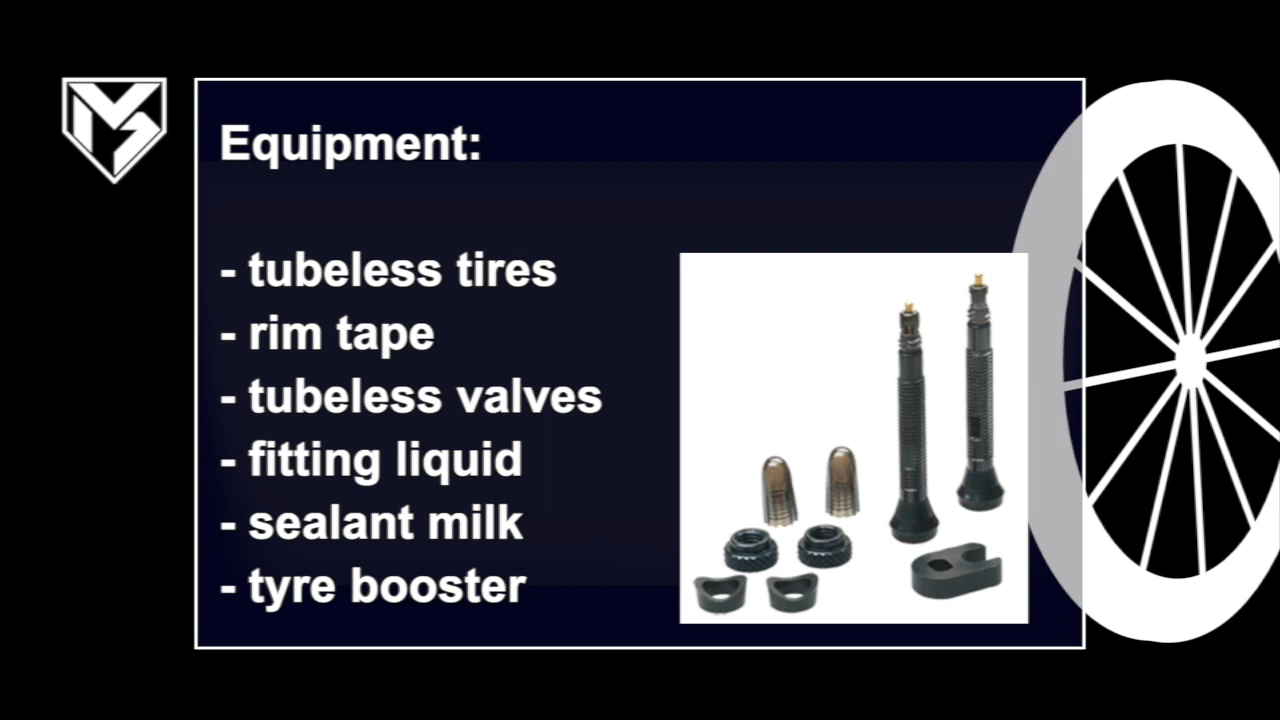 Equipment:
- tubeless tires
- rim tape
- tubeless valves
- fitting liquid
- sealant milk
- tyre booster